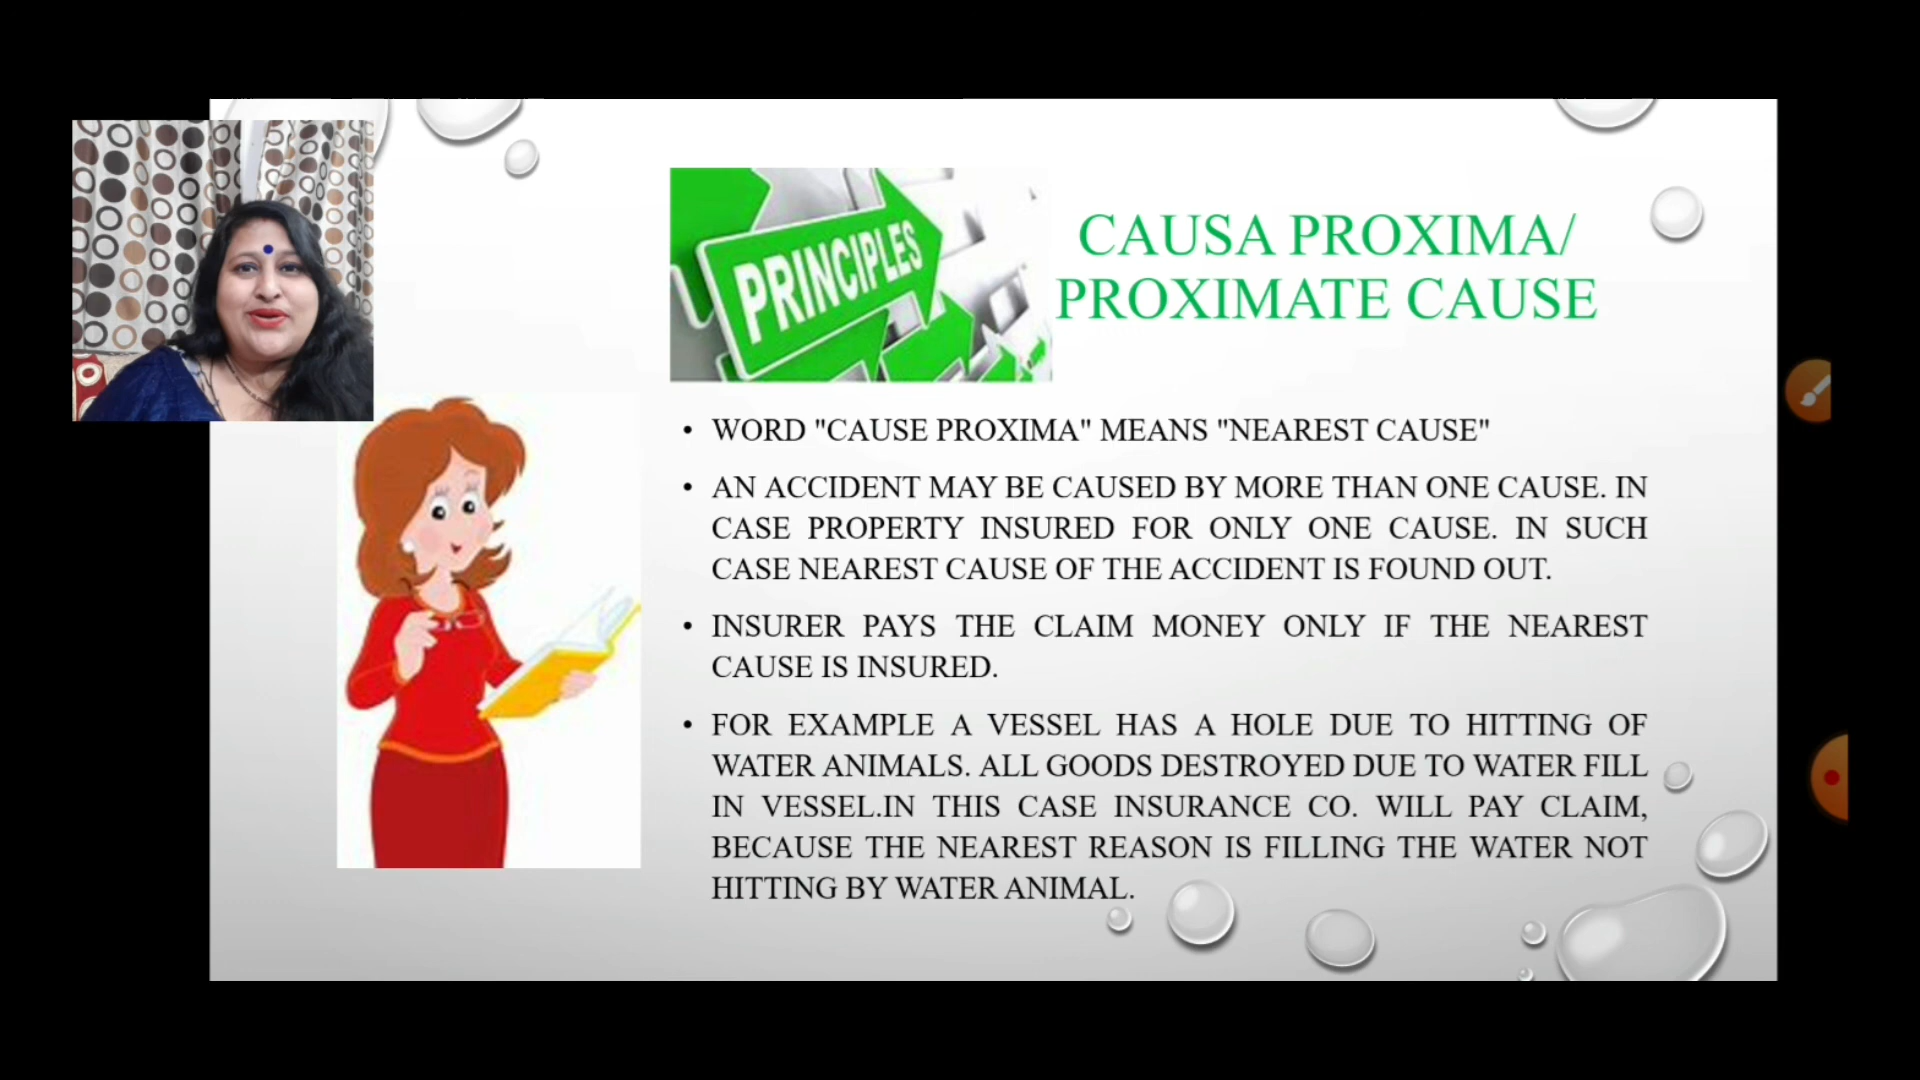 PRINCIPLES
CAUSA PROXIMA/
PROXIMATE CAUSE
• WORD "CAUSE PROXIMA" MEANS "NEAREST CAUSE"
• AN ACCIDENT MAY BE CAUSED BY MORE THAN ONE CAUSE. IN
CASE PROPERTY INSURED FOR ONLY ONE CAUSE. IN SUCH
CASE NEAREST CAUSE OF THE ACCIDENT IS FOUND OUT.
• INSURER PAYS THE CLAIM MONEY ONLY IF THE NEAREST
CAUSE IS INSURED.
• FOR EXAMPLE A VESSEL HAS A HOLE DUE TO HITTING OF
WATER ANIMALS. ALL GOODS DESTROYED DUE TO WATER FILL
IN VESSEL.IN THIS CASE INSURANCE CO. WILL PAY CLAIM,
BECAUSE THE NEAREST REASON IS FILLING THE WATER NOT
HITTING BY WATER ANIMAL.